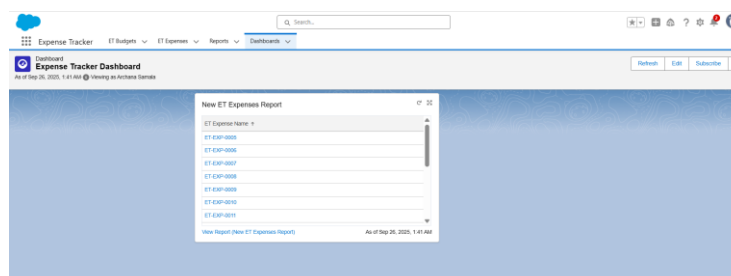 Search...
Expense Tracker ET Budgets ET Expenses Reports Dashboards
Dashboard
Expense Tracker Dashboard
As of Sep 26, 2025, 1:41 AM Viewing as Archana Samala
Refresh Edit Subscribe
New ET Expenses Report
ET Expense Name ↑
ET-EXP-0005
ET-EXP-0006
ET-EXP-0007
ET-EXP-0008
ET-EXP-0009
ET-EXP-0010
ET-EXP-0011
View Report (New ET Expenses Report) As of Sep 26, 2025, 1:41 AM